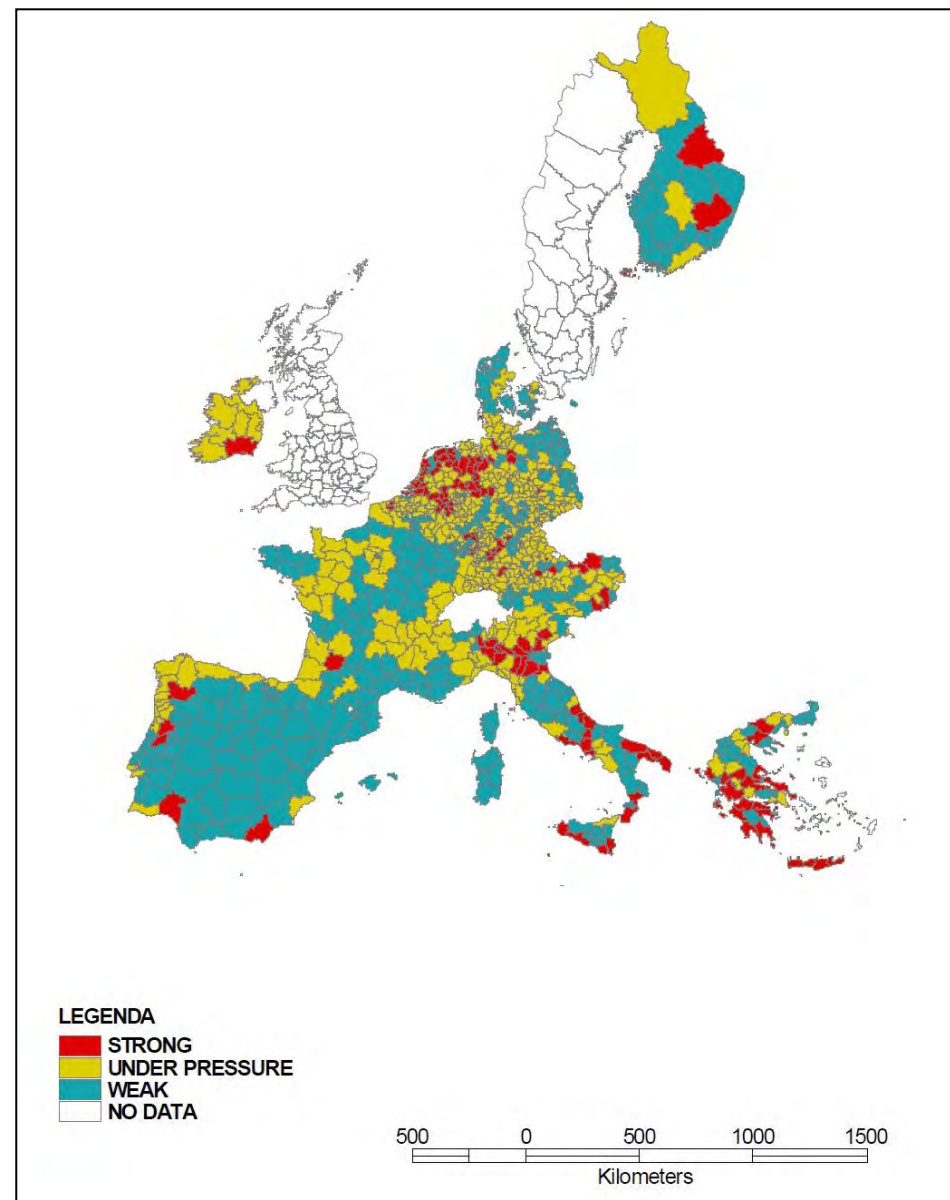 LEGENDA
STRONG
UNDER PRESSURE
WEAK
NO DATA
500 0 500 1000 1500
Kilometers